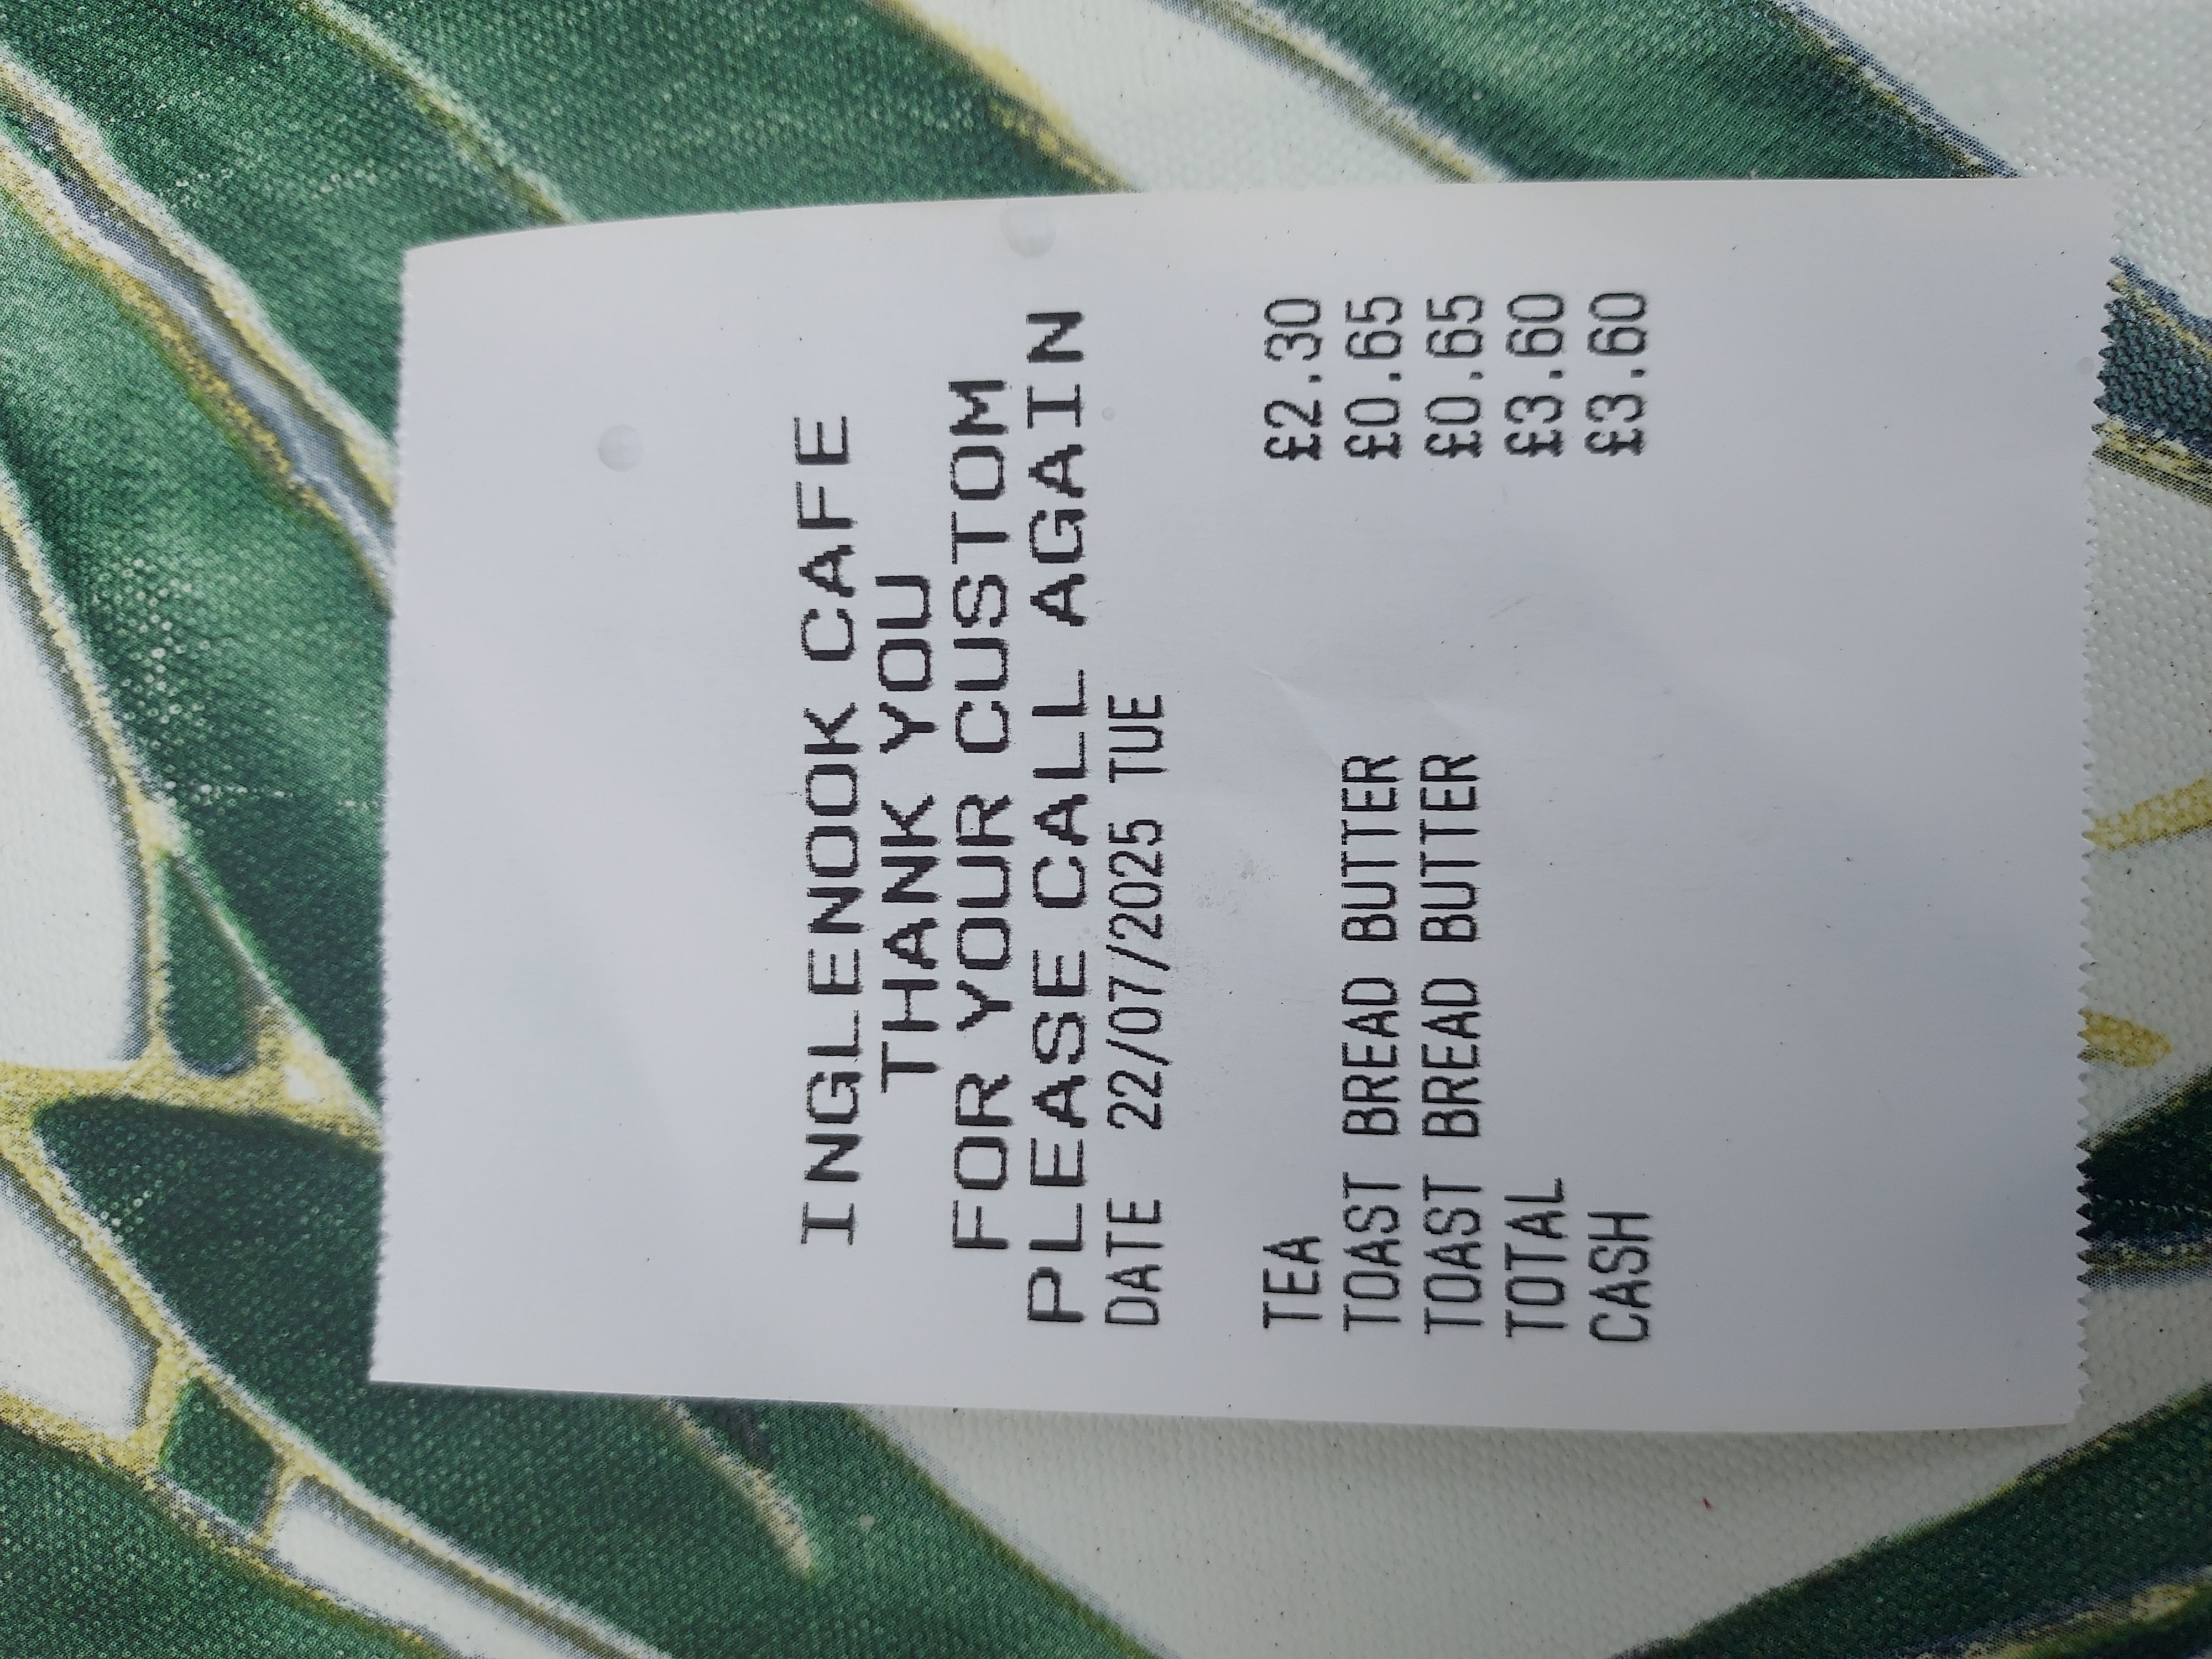 INGLENOOK CAFE
THANK YOU
FOR YOUR CUSTOM
PLEASE CALL AGAIN
DATE 22/07/2025 TUE
TEA £2.30
TOAST BREAD BUTTER £0.65
TOAST BREAD BUTTER £0.65
TOTAL £3.60
CASH £3.60